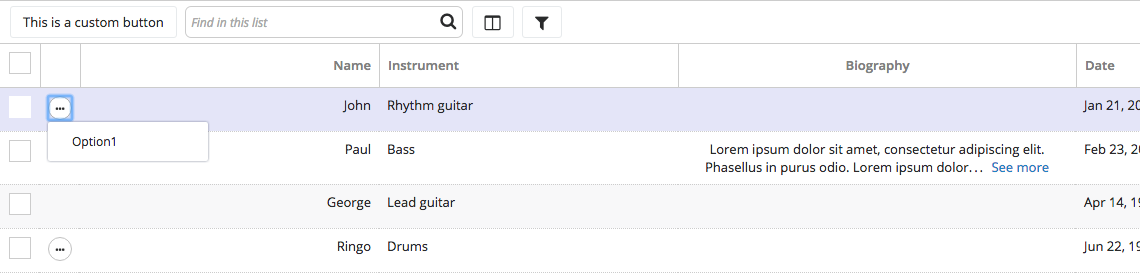 This is a custom button Find in this list
Name Instrument Biography Date
John Rhythm guitar Jan 21, 20
Option1
Paul Bass Lorem ipsum dolor sit amet, consectetur adipiscing elit. Feb 23, 20
Phasellus in purus odio. Lorem ipsum dolor... See more
George Lead guitar Apr 14, 19
Ringo Drums Jun 22, 19